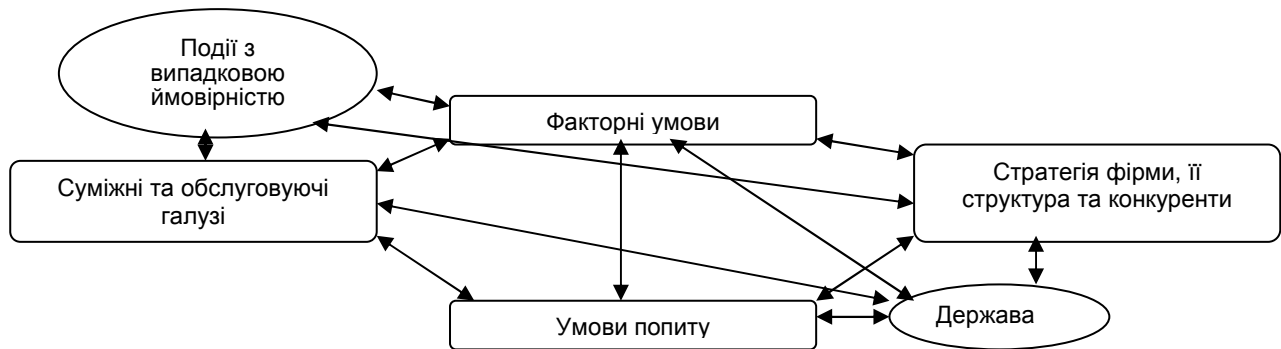 Події з
випадковою
ймовірністю
Факторні умови
Суміжні та обслуговуючі
галузі
Стратегія фірми, її
структура та конкуренти
Умови попиту
Держава